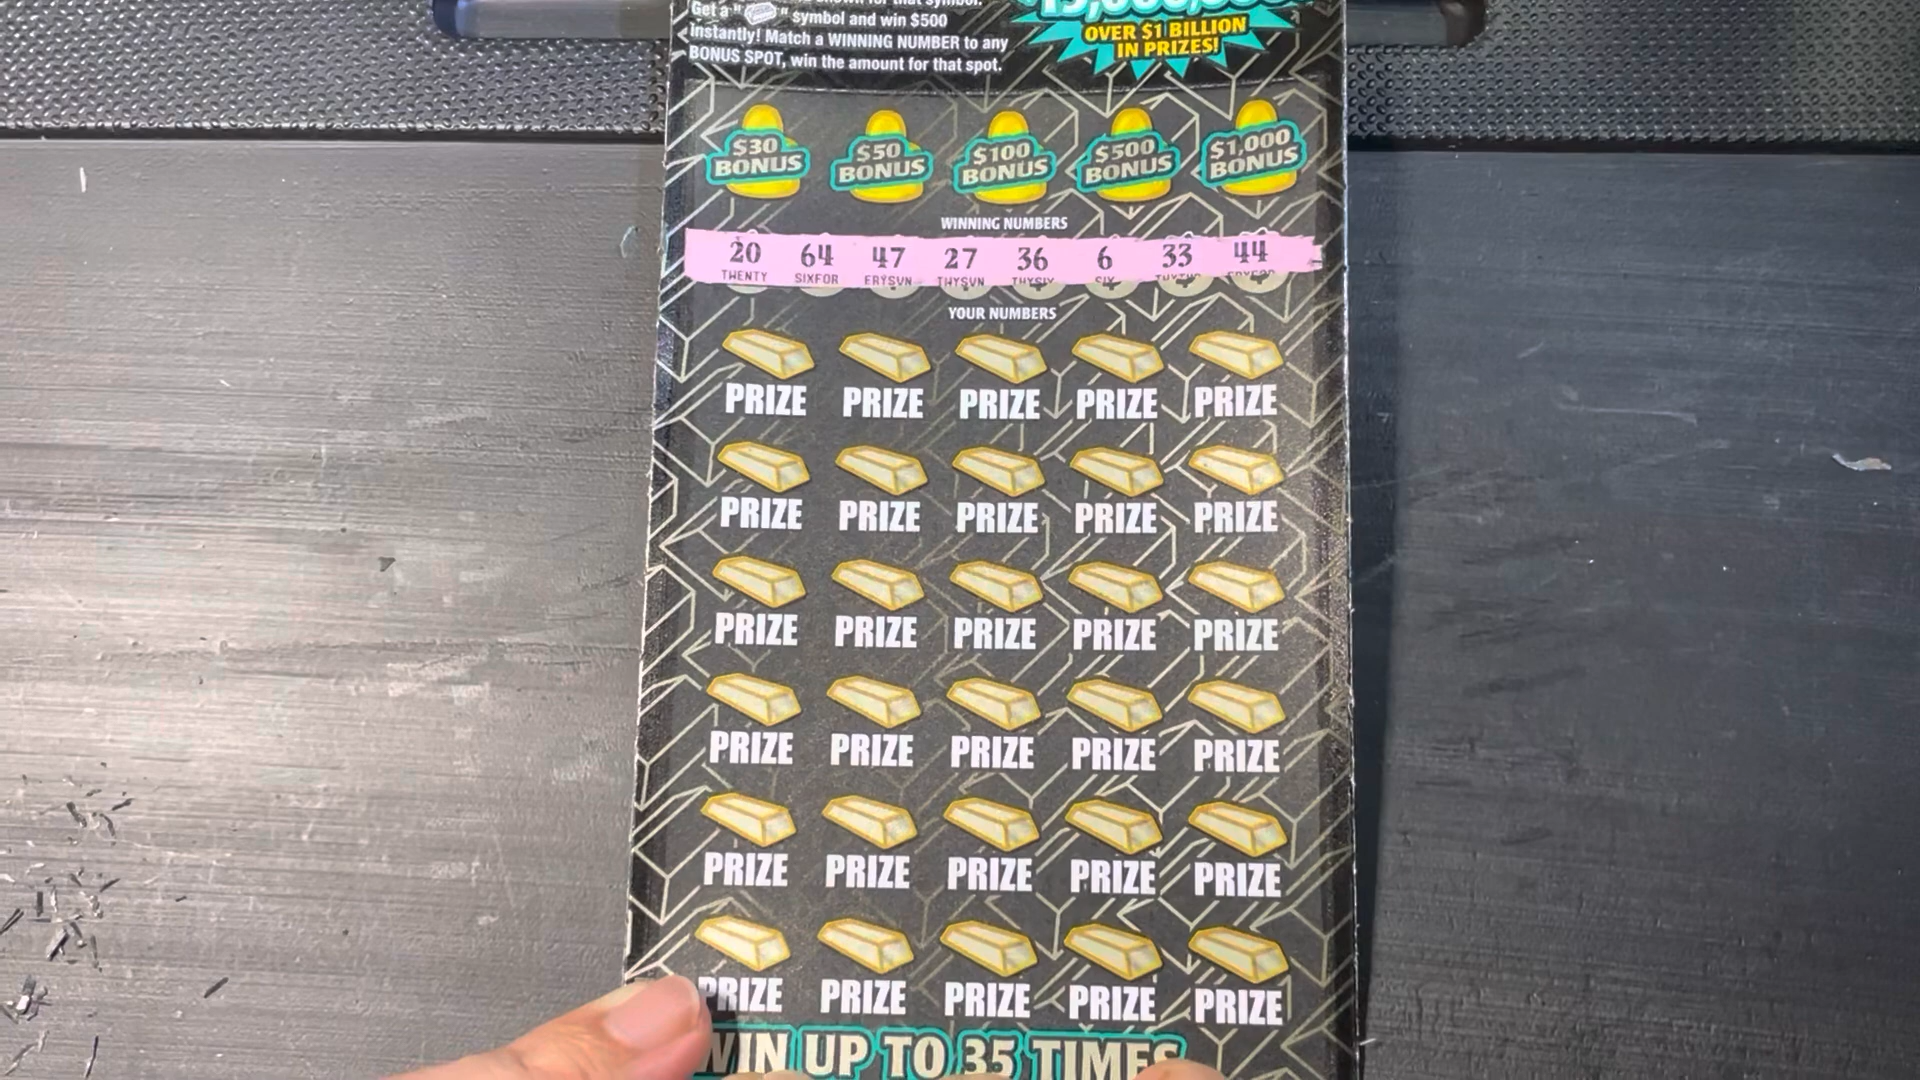 Get a " " symbol and win $500
Instantly! Match a WINNING NUMBER to any
BONUS SPOT, win the amount for that spot.
OVER $1 BILLION
IN PRIZES!
$30 BONUS $50 BONUS $100 BONUS $500 BONUS $1,000 BONUS
WINNING NUMBERS
20 64 47 27 36 6 33 44
TWENTY SIXFOR FRYSVN THYSVN THYSIX SIX
YOUR NUMBERS
PRIZE PRIZE PRIZE PRIZE PRIZE
PRIZE PRIZE PRIZE PRIZE PRIZE
PRIZE PRIZE PRIZE PRIZE PRIZE
PRIZE PRIZE PRIZE PRIZE PRIZE
PRIZE PRIZE PRIZE PRIZE PRIZE
PRIZE PRIZE PRIZE PRIZE PRIZE
WIN UP TO 35 TIMES